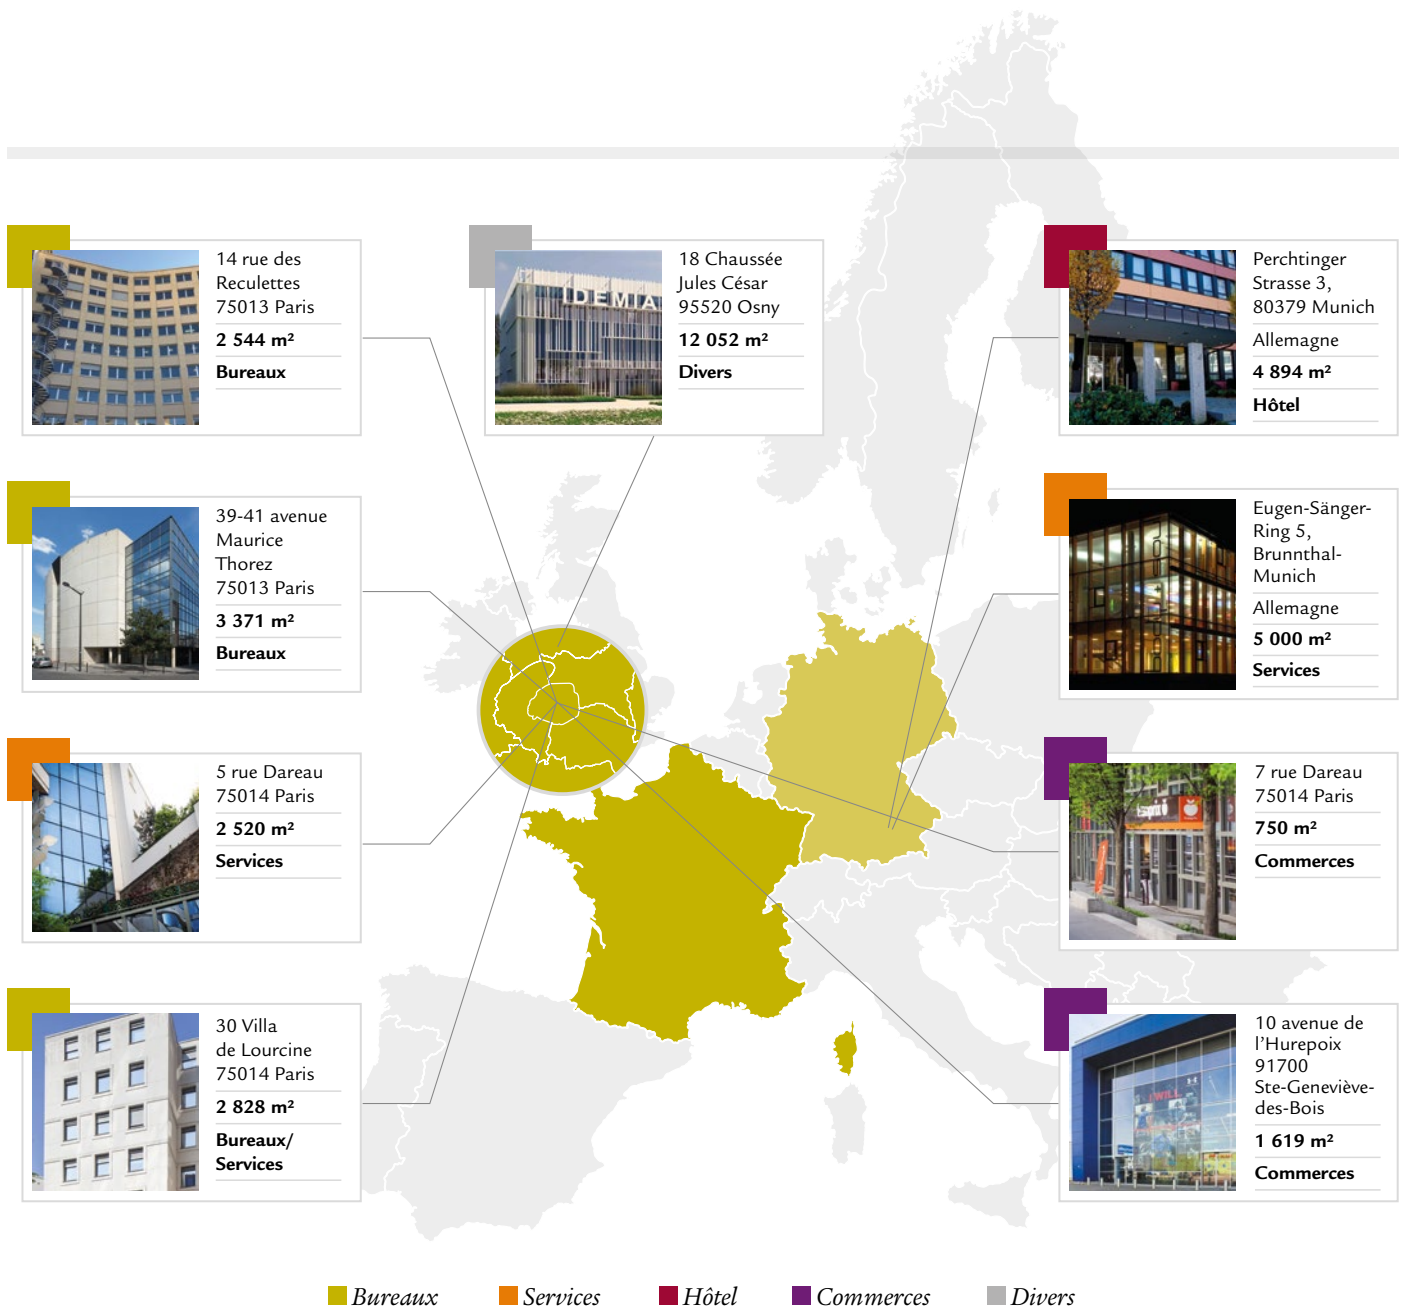 14 rue des
Reculettes
75013 Paris
2 544 m²
Bureaux
39-41 avenue
Maurice
Thorez
75013 Paris
3 371 m²
Bureaux
5 rue Dareau
75014 Paris
2 520 m²
Services
30 Villa
de Lourcine
75014 Paris
2 828 m²
Bureaux/
Services
IDEMIA
18 Chaussée
Jules César
95520 Osny
12 052 m²
Divers
Perchtinger
Strasse 3,
80379 Munich
Allemagne
4 894 m²
Hôtel
Eugen-Sänger-
Ring 5,
Brunnthal-
Munich
Allemagne
5 000 m²
Services
7 rue Dareau
75014 Paris
750 m²
Commerces
I WILL
10 avenue de
l’Hurepoix
91700
Ste-Geneviève-
des-Bois
1 619 m²
Commerces
Bureaux Services Hôtel Commerces Divers